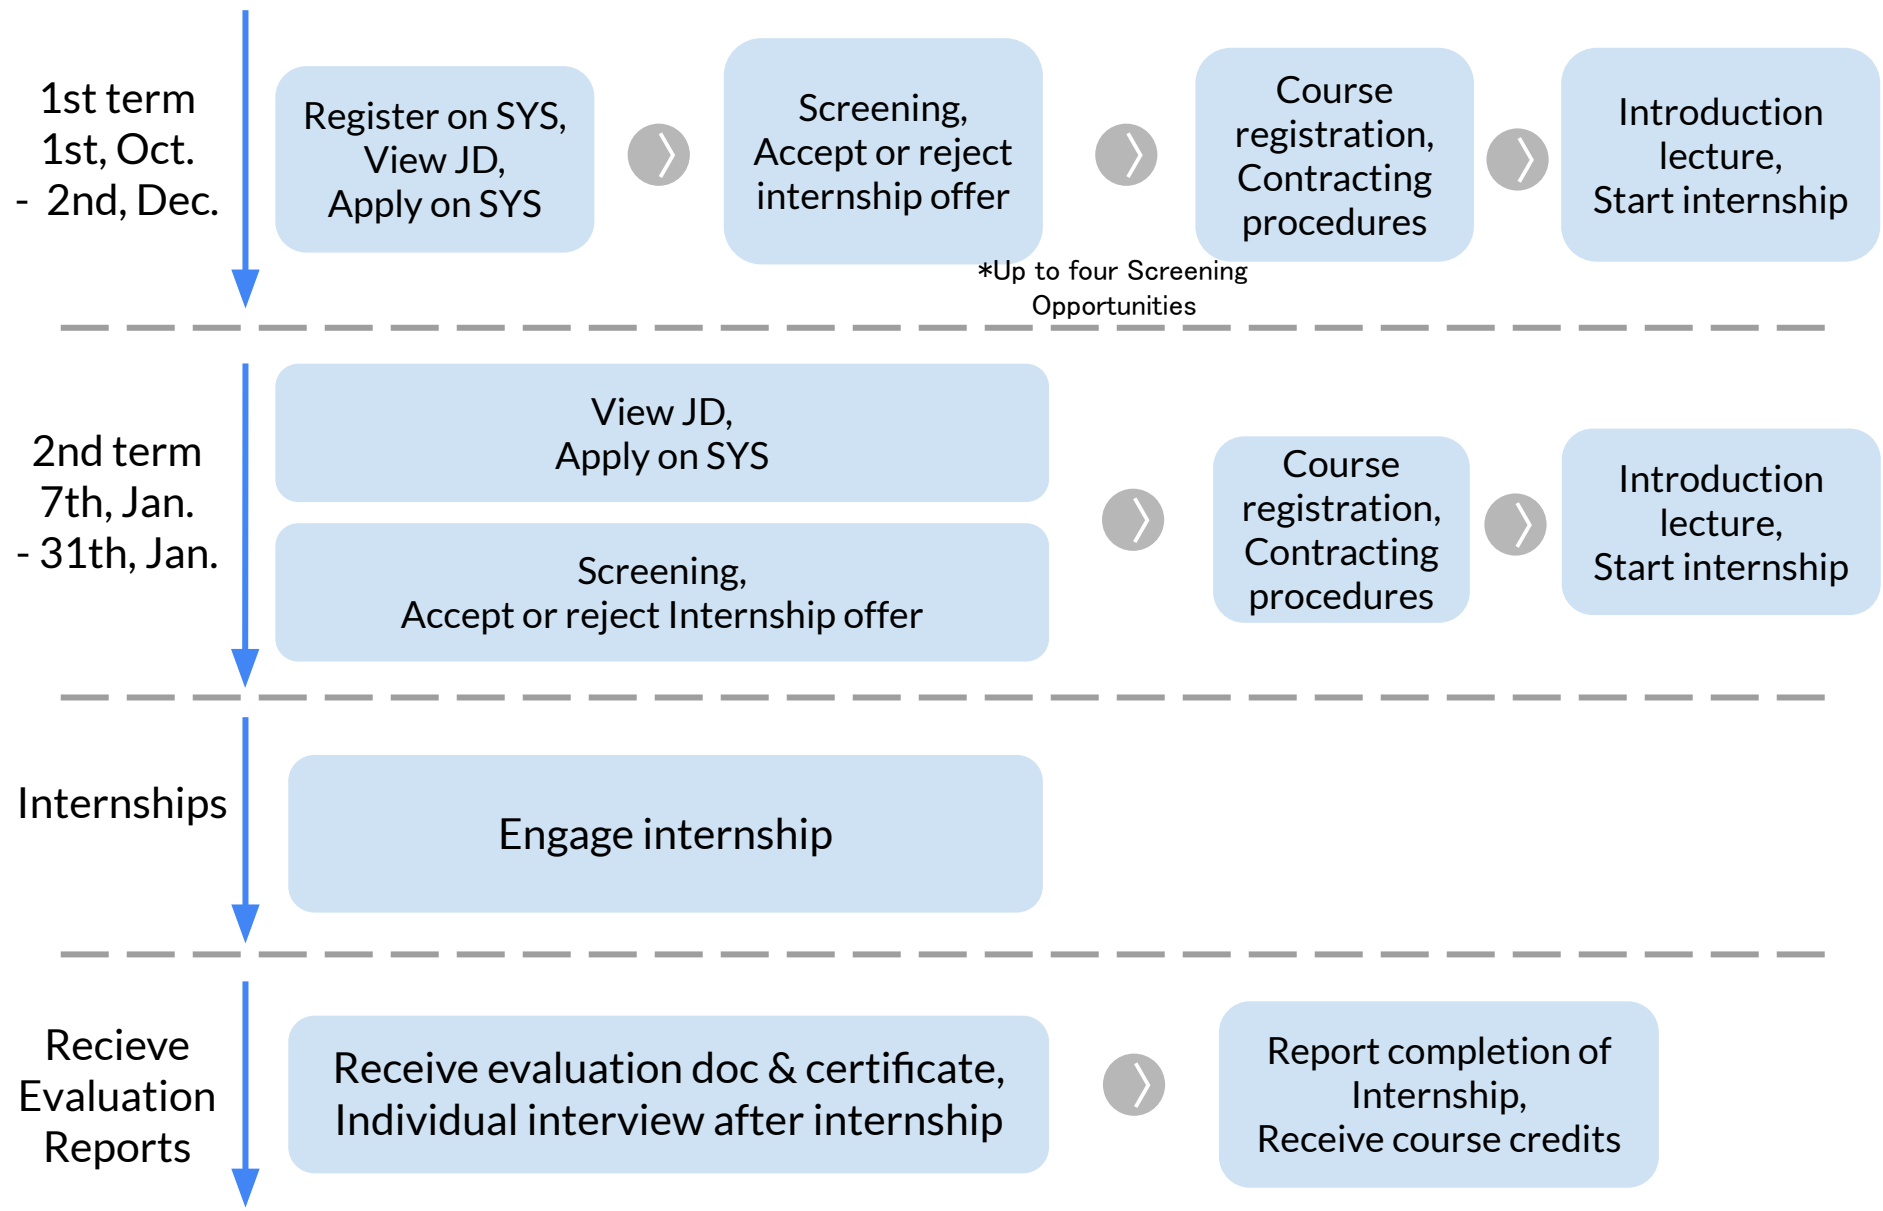 1st term
1st, Oct.
- 2nd, Dec.
Register on SYS,
View JD,
Apply on SYS
Screening,
Accept or reject
internship offer
*Up to four Screening
Opportunities
Course
registration,
Contracting
procedures
Introduction
lecture,
Start internship
2nd term
7th, Jan.
- 31th, Jan.
View JD,
Apply on SYS
Screening,
Accept or reject Internship offer
Course
registration,
Contracting
procedures
Introduction
lecture,
Start internship
Internships
Engage internship
Recieve
Evaluation
Reports
Receive evaluation doc & certificate,
Individual interview after internship
Report completion of
Internship,
Receive course credits